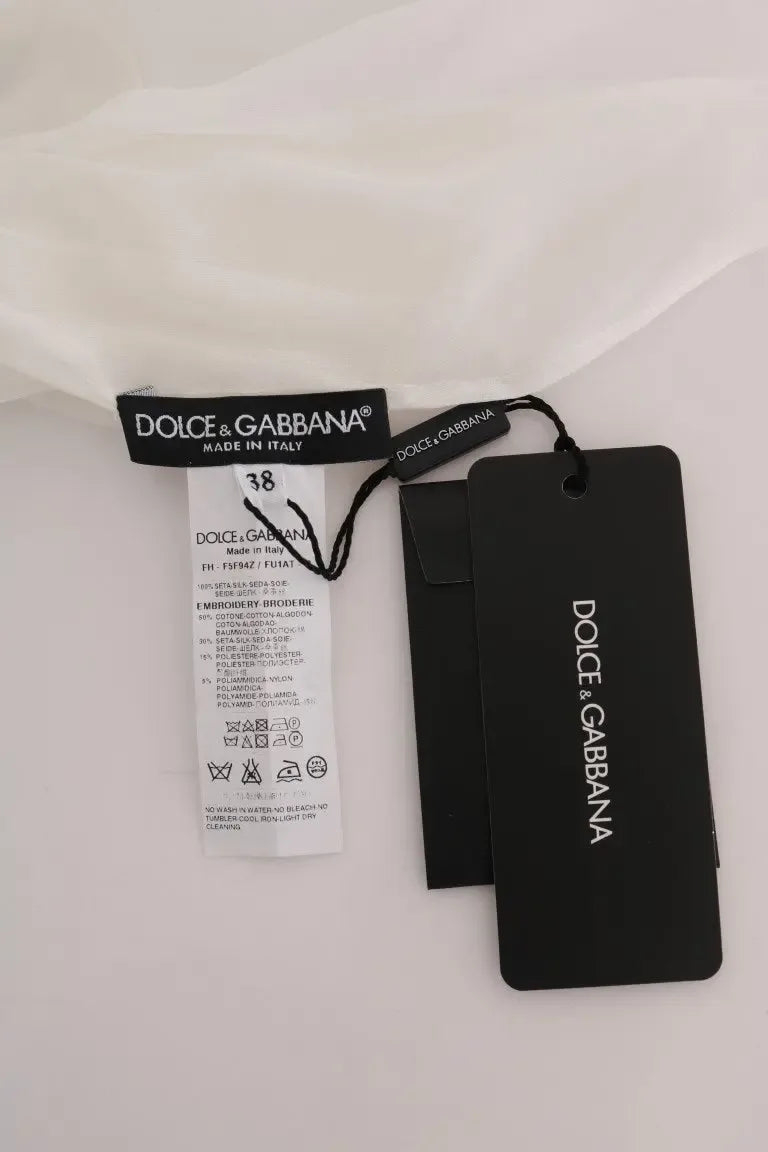 DOLCE & GABBANA®
MADE IN ITALY
38
DOLCE & GABBANA
DOLCE & GABBANA
Made in Italy
FH - F5F94Z / FU1AT
100% SETA-SILK-SEDA-SOIE-
SEIDE-ШЕЛК-
EMBROIDERY-BRODERIE
COTONE-COTTON-ALGODON-
COTON-ALGODAO-
BAUMWOLLE-ХЛОПОК-
30% SETA-SILK-SEDA-SOIE-
SEIDE-ШЕЛК-
POLIESTERE-POLYESTER-
POLIESTER-ПОЛИЭСТЕР-
5% POLIAMMIDICA-NYLON-
POLIAMIDICA-
POLYAMIDE-POLIAMIDA-
POLYAMID-ПОЛИАМИД-
P
P
NO WASH IN WATER-NO BLEACH-NO
TUMBLER-COOL IRON-LIGHT DRY
CLEANING
DOLCE & GABBANA